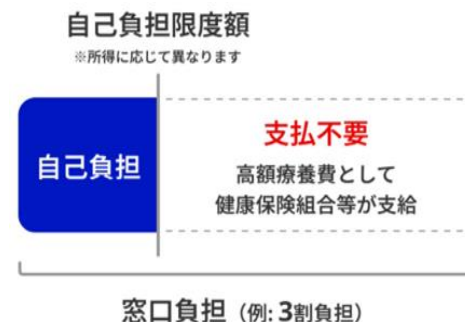 自己負担限度額
※所得に応じて異なります
自己負担
支払不要
高額療養費として
健康保険組合等が支給
窓口負担（例: 3割負担）